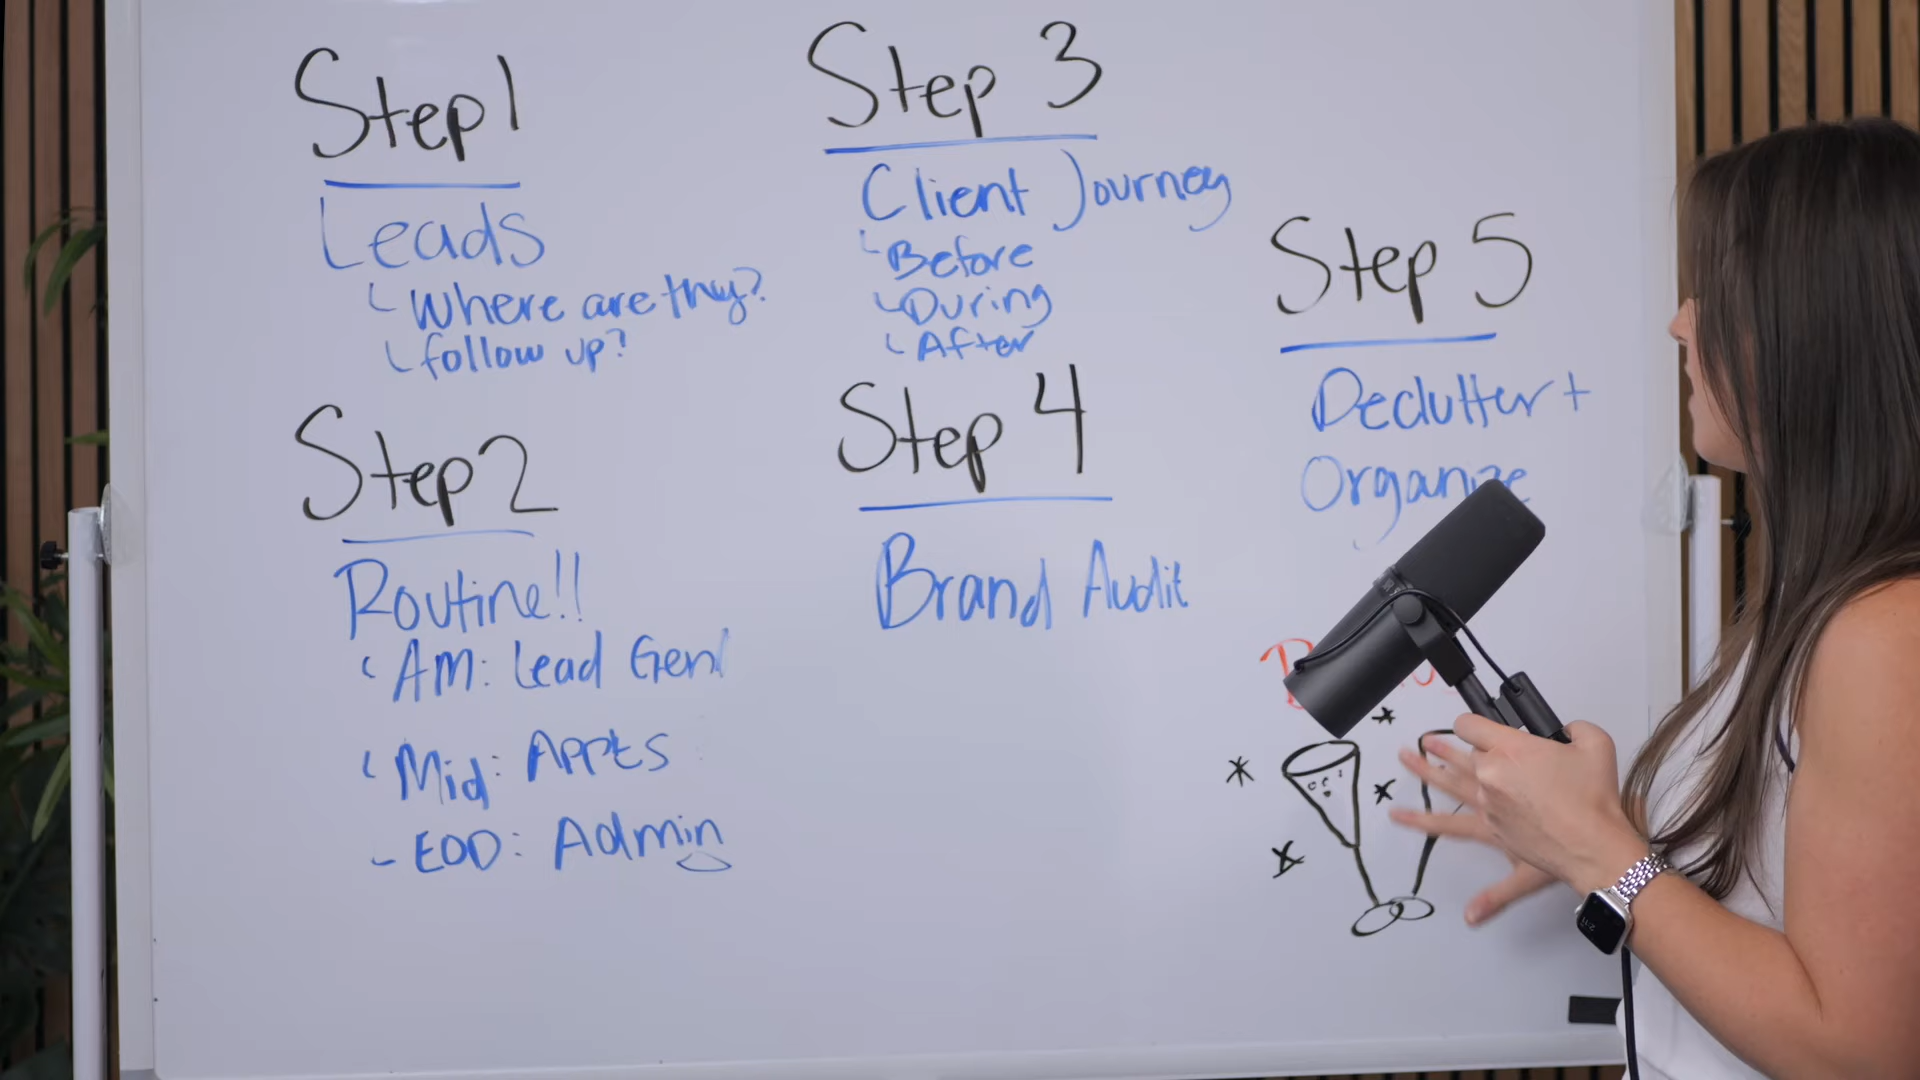 Step 1
Leads
Where are they?
follow up?
Step 2
Routine!!
AM: Lead Gen
Mid: Appts
EOD: Admin
Step 3
Client Journey
Before
During
After
Step 4
Brand Audit
Step 5
Declutter +
Organize